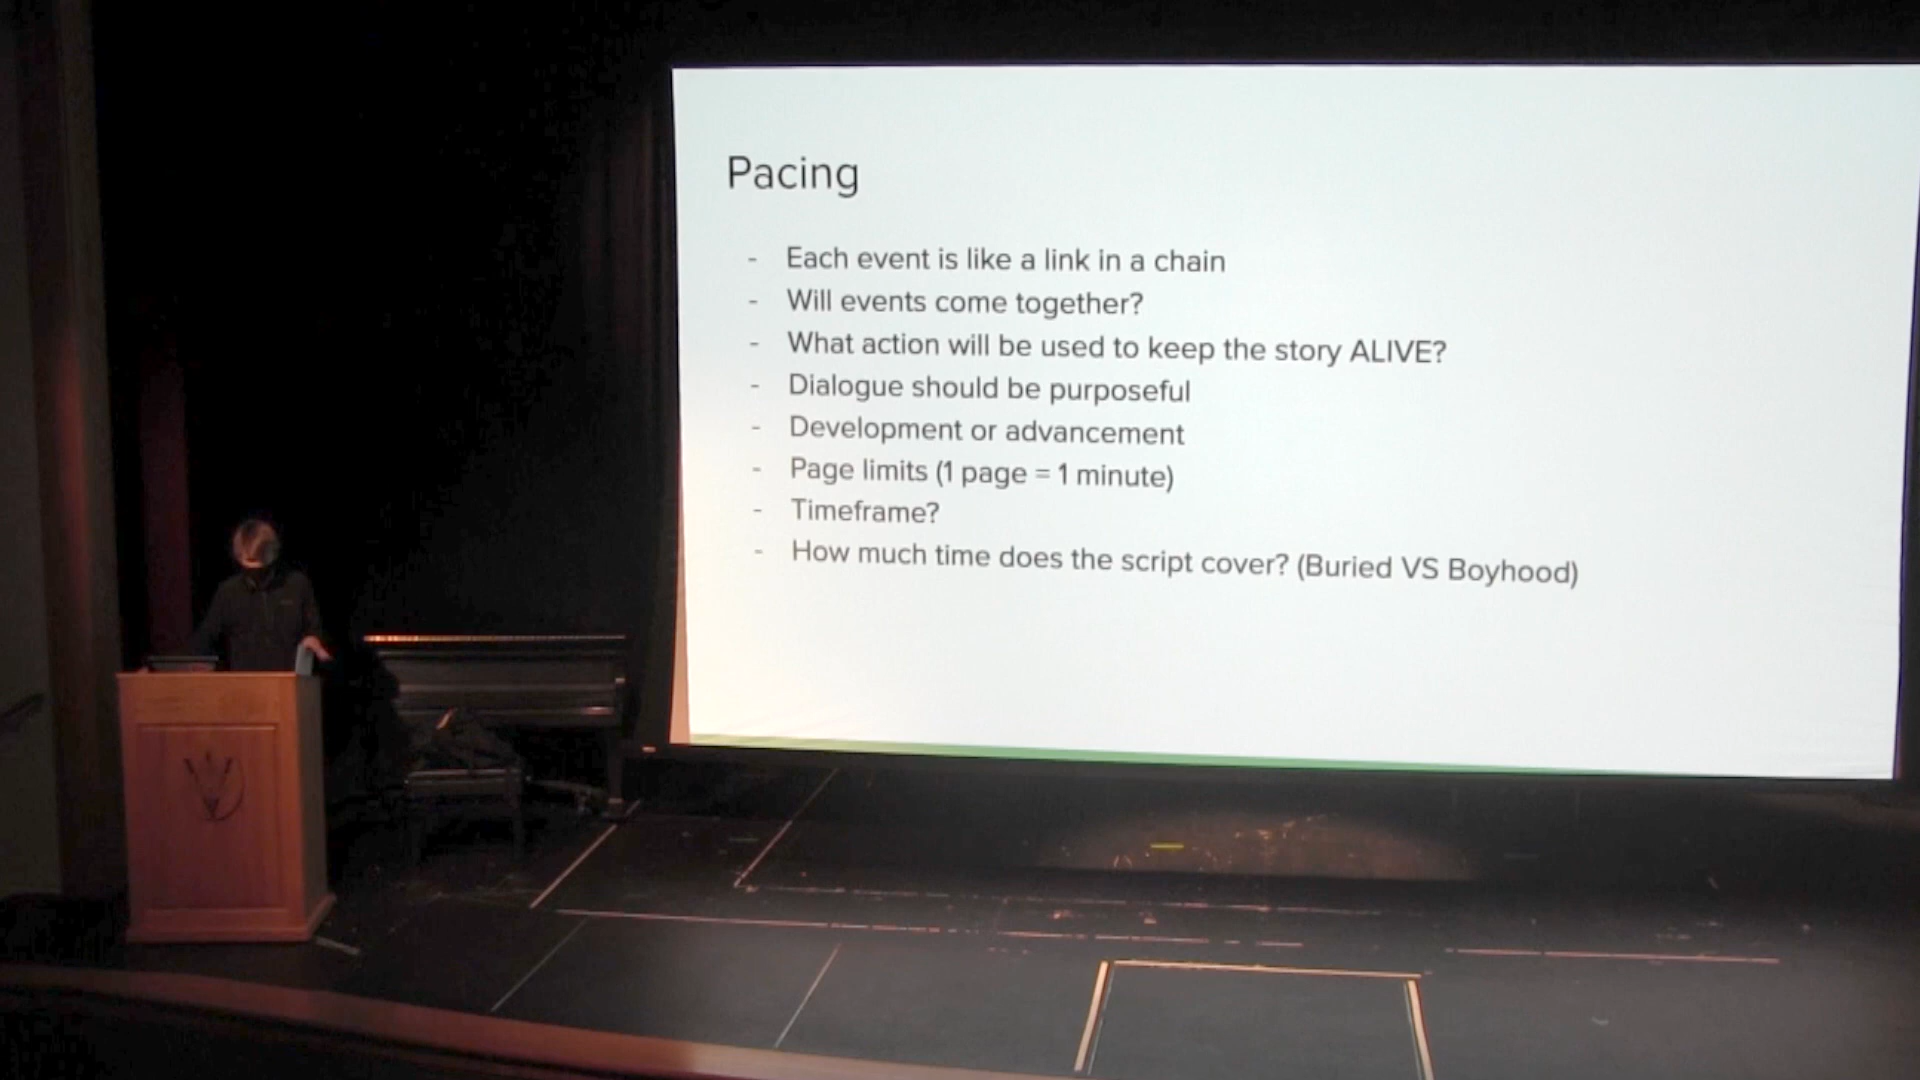 Pacing
- Each event is like a link in a chain
- Will events come together?
- What action will be used to keep the story ALIVE?
- Dialogue should be purposeful
- Development or advancement
- Page limits (1 page = 1 minute)
- Timeframe?
- How much time does the script cover? (Buried VS Boyhood)